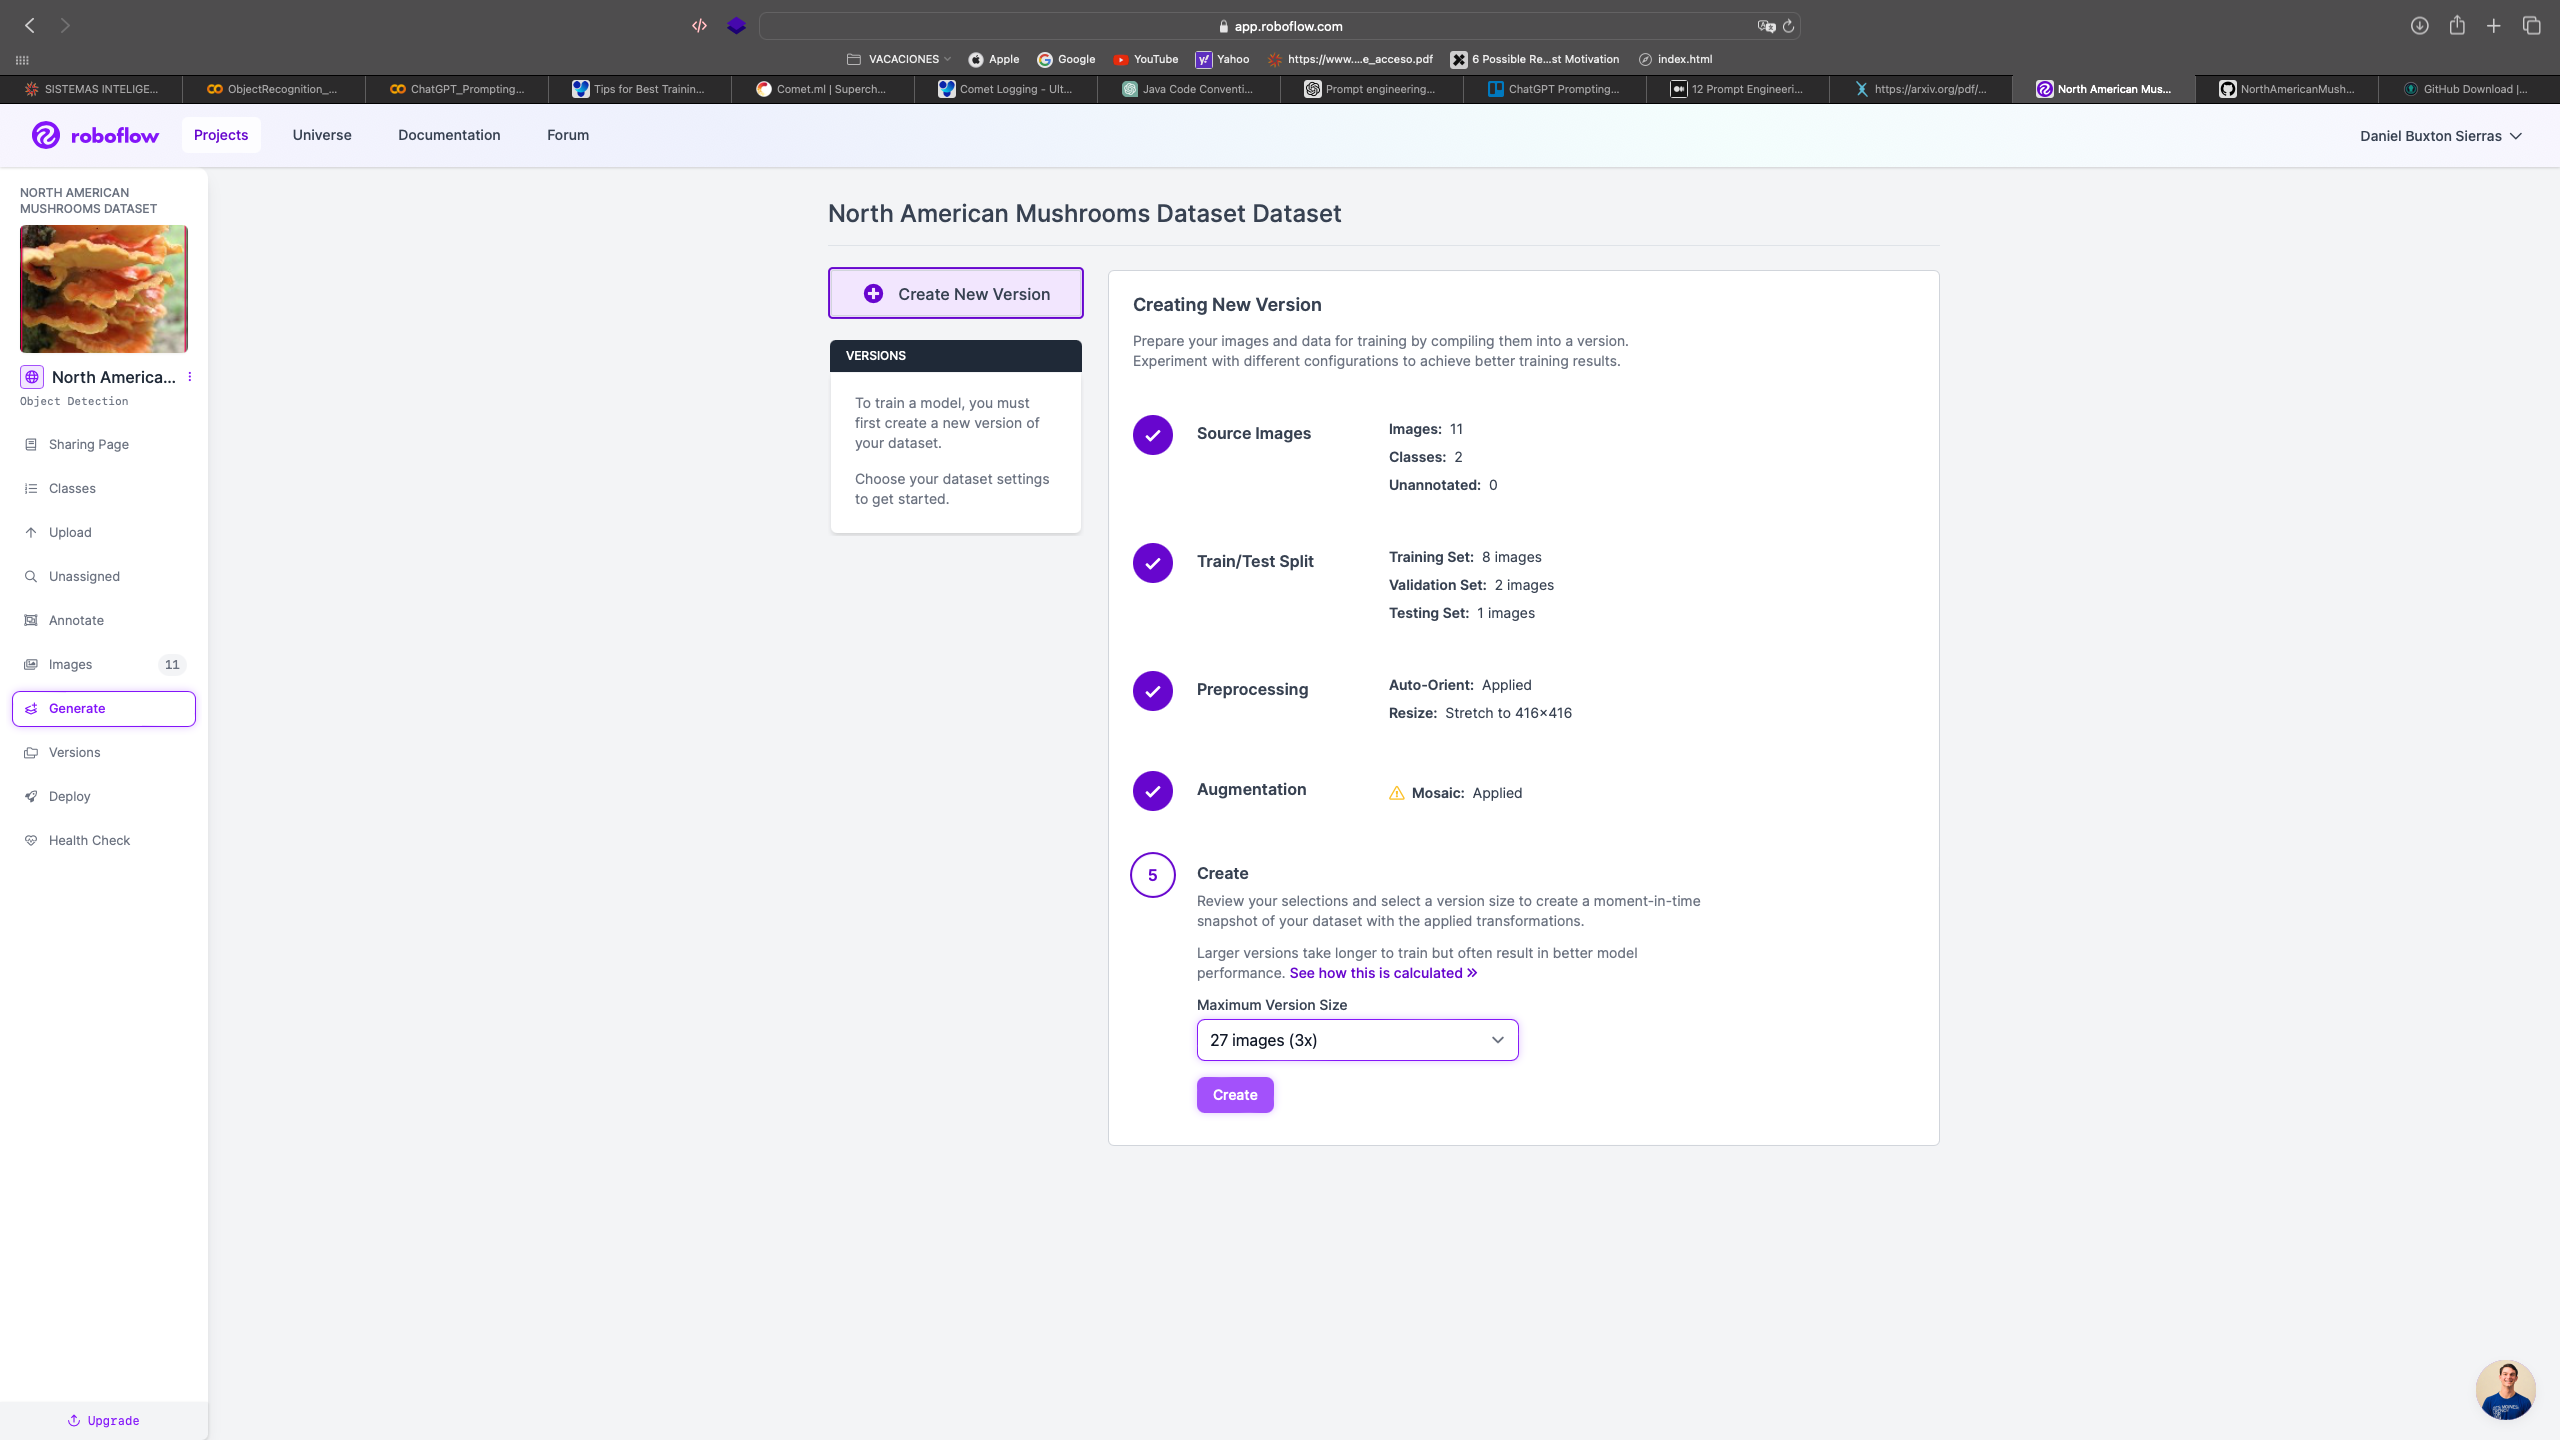 app.roboflow.com
VACACIONES
Apple
Google
YouTube
Yahoo
https://www....e_acceso.pdf
6 Possible Re...st Motivation
index.html
SISTEMAS INTELIGE...
ObjectRecognition_...
ChatGPT_Prompting...
Tips for Best Trainin...
Comet.ml | Superch...
Comet Logging - Ult...
Java Code Conventi...
Prompt engineering...
ChatGPT Prompting...
12 Prompt Engineeri...
https://arxiv.org/pdf/...
North American Mus...
NorthAmericanMush...
GitHub Download |...
roboflow
Projects
Universe
Documentation
Forum
Daniel Buxton Sierras
NORTH AMERICAN
MUSHROOMS DATASET
North America...
Object Detection
Sharing Page
Classes
Upload
Unassigned
Annotate
Images 11
Generate
Versions
Deploy
Health Check
Upgrade
North American Mushrooms Dataset Dataset
Create New Version
VERSIONS
To train a model, you must
first create a new version of
your dataset.
Choose your dataset settings
to get started.
Creating New Version
Prepare your images and data for training by compiling them into a version.
Experiment with different configurations to achieve better training results.
Source Images
Images: 11
Classes: 2
Unannotated: 0
Train/Test Split
Training Set: 8 images
Validation Set: 2 images
Testing Set: 1 images
Preprocessing
Auto-Orient: Applied
Resize: Stretch to 416×416
Augmentation
Mosaic: Applied
5
Create
Review your selections and select a version size to create a moment-in-time
snapshot of your dataset with the applied transformations.
Larger versions take longer to train but often result in better model
performance. See how this is calculated »
Maximum Version Size
27 images (3x)
Create